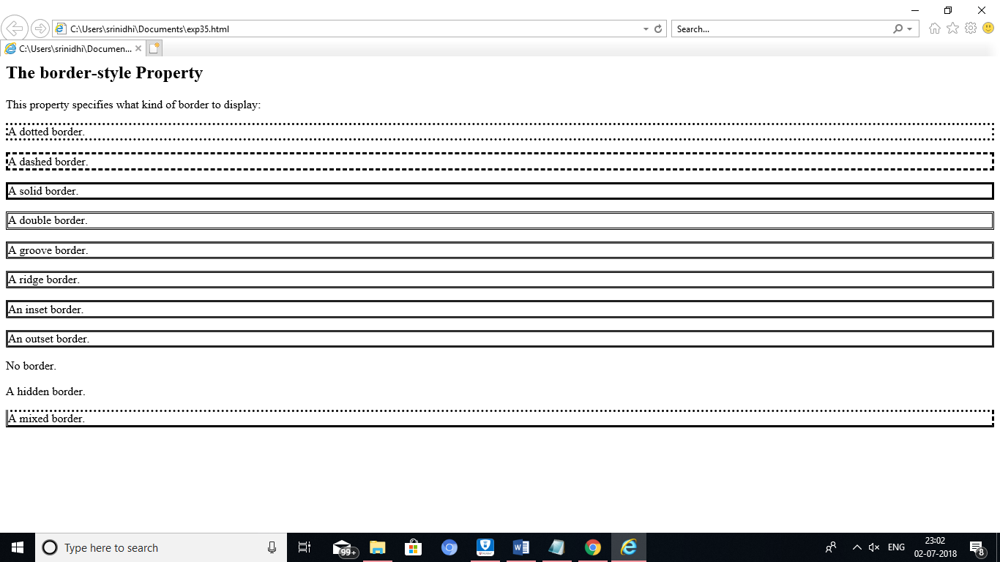 C:\Users\srinidhi\Documents\exp35.html
Search...
C:\Users\srinidhi\Documen...
The border-style Property
This property specifies what kind of border to display:
A dotted border.
A dashed border.
A solid border.
A double border.
A groove border.
A ridge border.
An inset border.
An outset border.
No border.
A hidden border.
A mixed border.
Type here to search
99+
ENG
23:02
02-07-2018
8